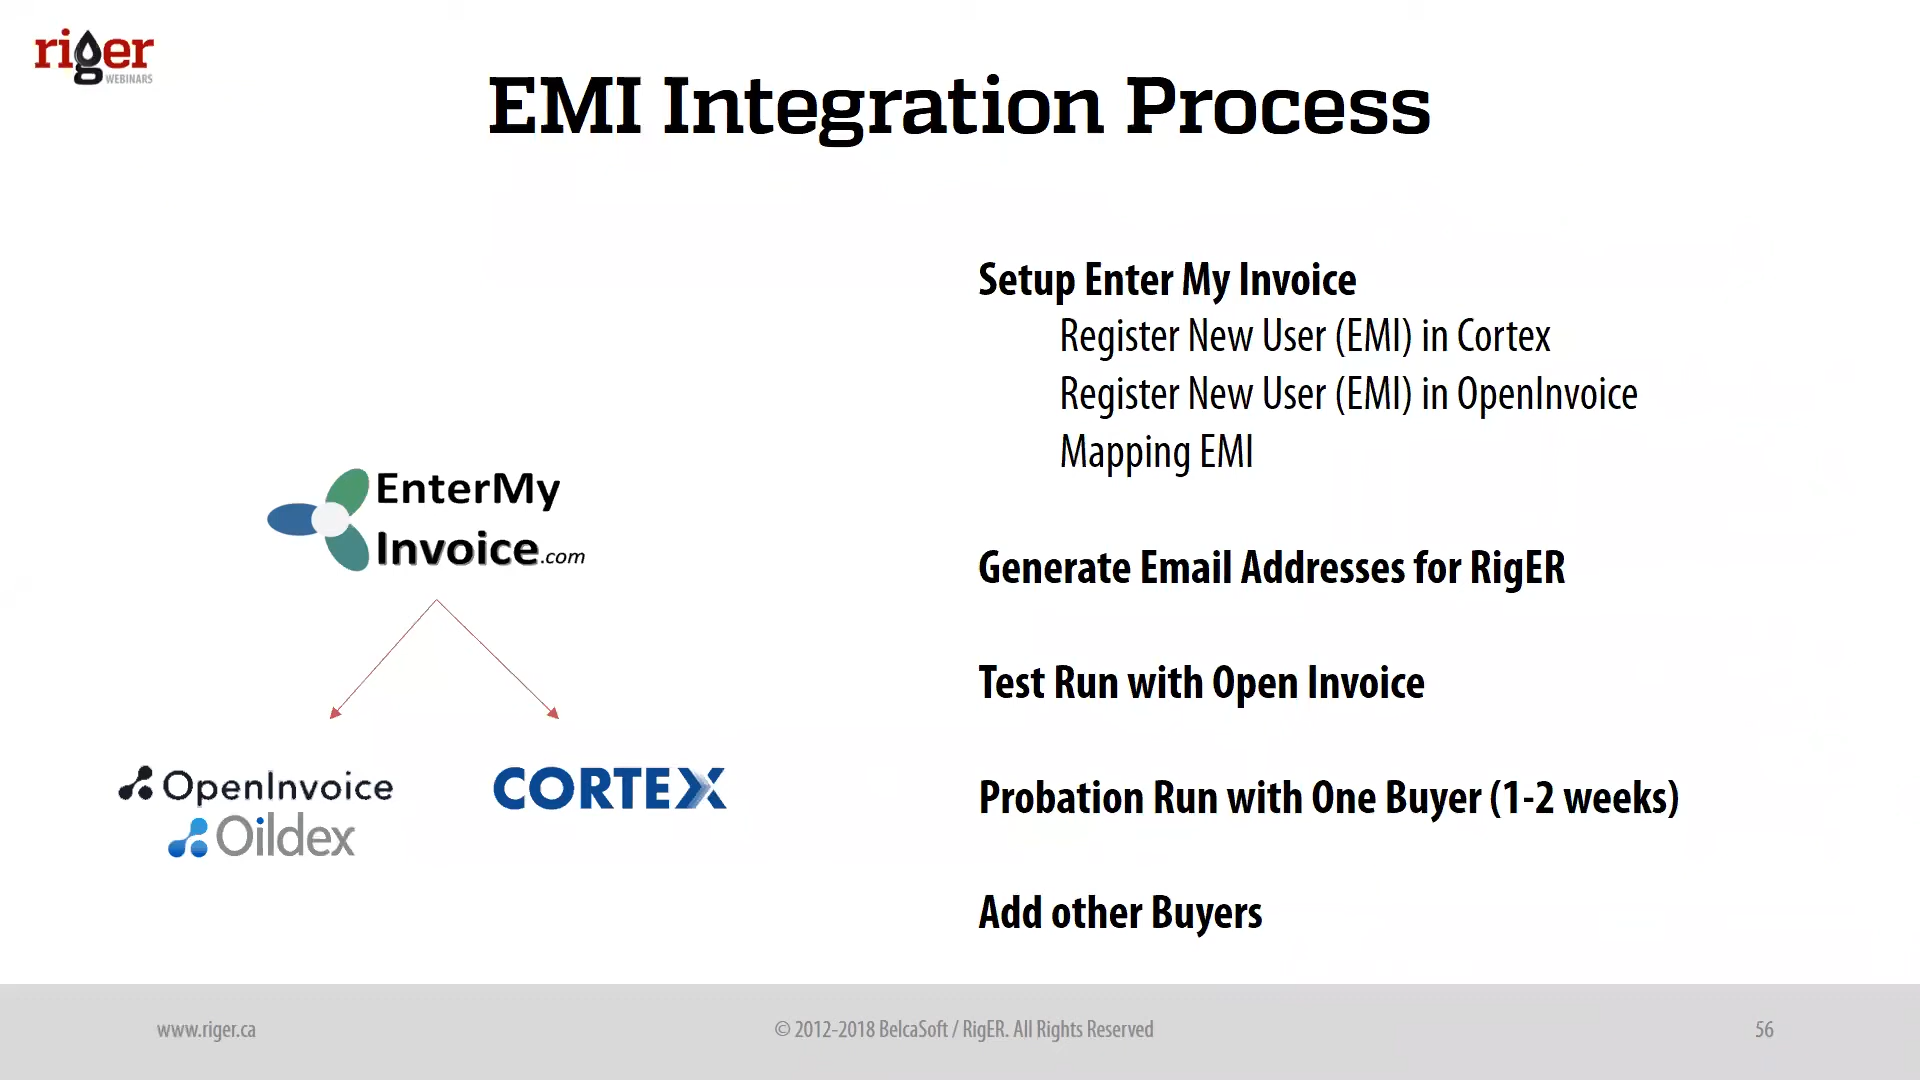 riger
WEBINARS
EMI Integration Process
Setup Enter My Invoice
Register New User (EMI) in Cortex
Register New User (EMI) in OpenInvoice
Mapping EMI
Generate Email Addresses for RigER
Test Run with Open Invoice
Probation Run with One Buyer (1-2 weeks)
Add other Buyers
EnterMy
Invoice.com
OpenInvoice
Oildex
CORTEX
www.riger.ca
© 2012-2018 BelcaSoft / RigER. All Rights Reserved
56